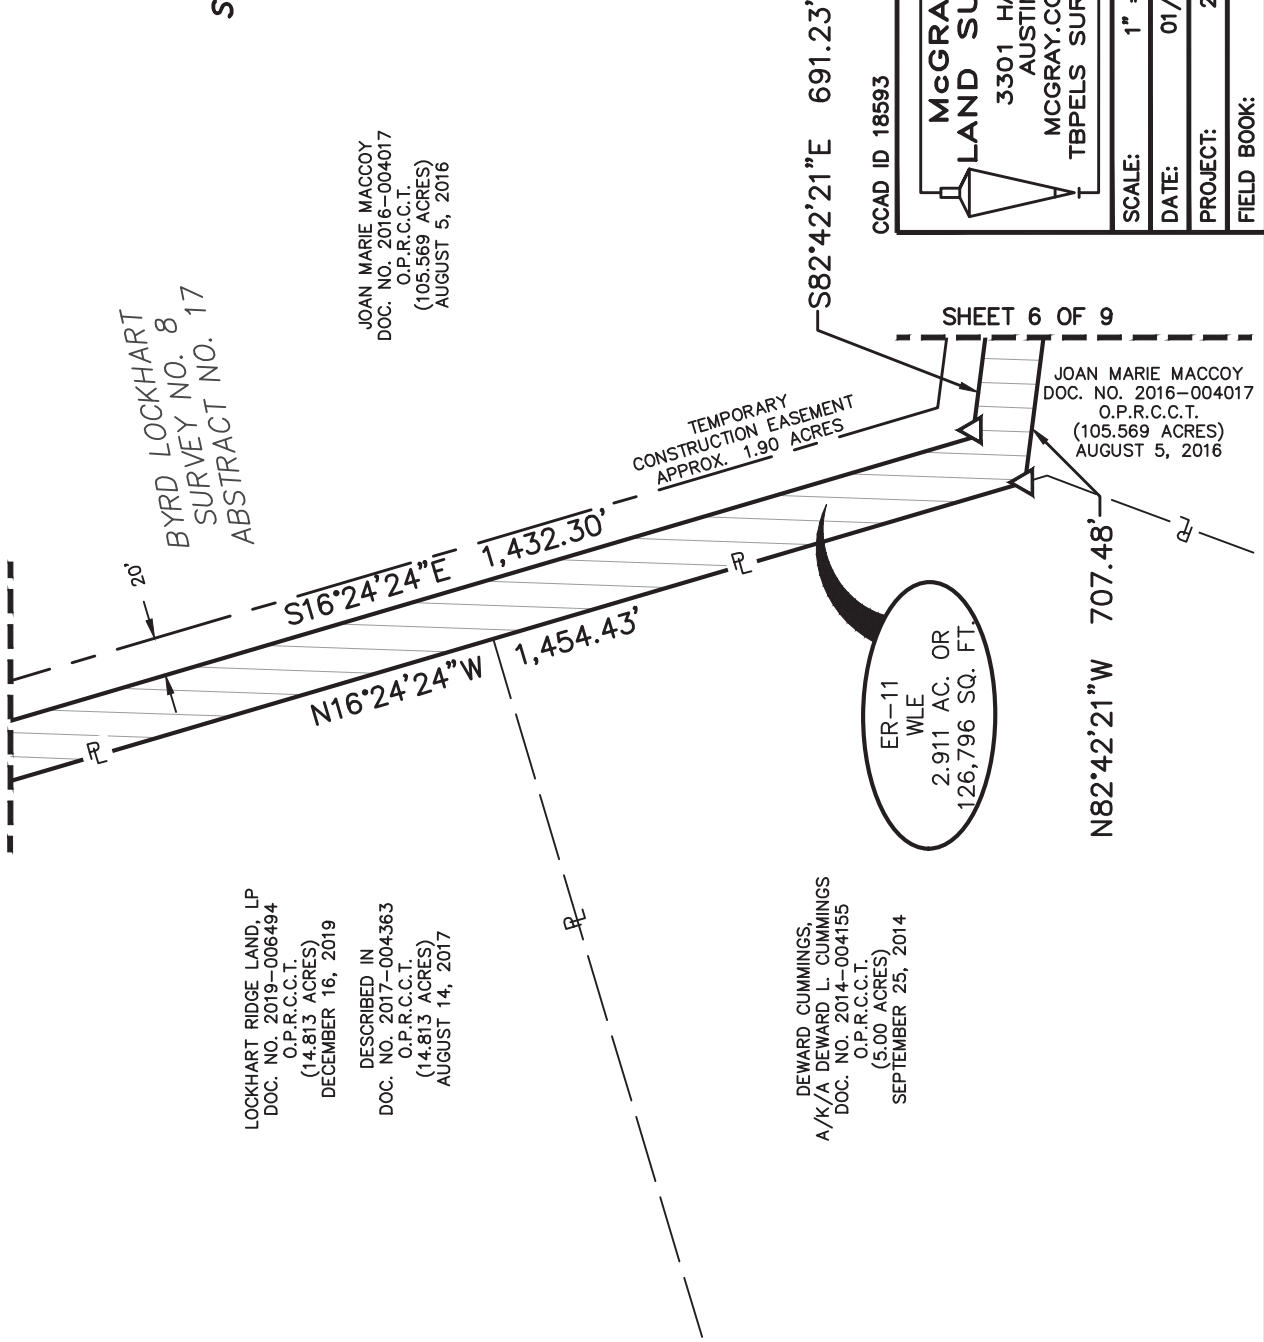 S
BYRD LOCKHART
SURVEY NO. 8
ABSTRACT NO. 17
JOAN MARIE MACCOY
DOC. NO. 2016-004017
O.P.R.C.C.T.
(105.569 ACRES)
AUGUST 5, 2016
20'
S16°24'24"E 1,432.30'
N16°24'24"W 1,454.43'
PL
PL
PL
PL
TEMPORARY
CONSTRUCTION EASEMENT
APPROX. 1.90 ACRES
S82°42'21"E 691.23'
SHEET 6 OF 9
JOAN MARIE MACCOY
DOC. NO. 2016-004017
O.P.R.C.C.T.
(105.569 ACRES)
AUGUST 5, 2016
N82°42'21"W 707.48'
ER-11
WLE
2.911 AC. OR
126,796 SQ. FT.
LOCKHART RIDGE LAND, LP
DOC. NO. 2019-006494
O.P.R.C.C.T.
(14.813 ACRES)
DECEMBER 16, 2019
DESCRIBED IN
DOC. NO. 2017-004363
O.P.R.C.C.T.
(14.813 ACRES)
AUGUST 14, 2017
DEWARD CUMMINGS,
A/K/A DEWARD L. CUMMINGS
DOC. NO. 2014-004155
O.P.R.C.C.T.
(5.00 ACRES)
SEPTEMBER 25, 2014
CCAD ID 18593
McGRA
LAND SU
3301 HA
AUSTIN
MCGRAY.CO
TBPELS SUR
SCALE: 1" =
DATE: 01/
PROJECT: 2
FIELD BOOK: